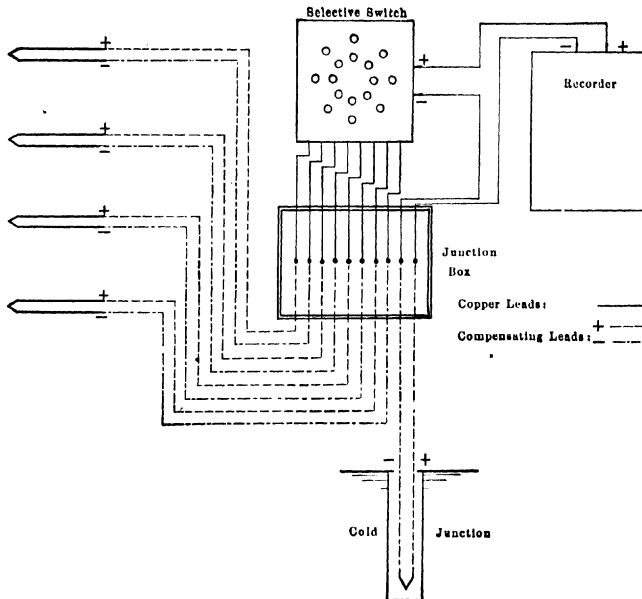 Selective Switch
+
−
+
−
− +
Recorder
+
−
+
−
+
−
Junction
Box
Copper Leads:
Compensating Leads: +
−
− +
Cold Junction